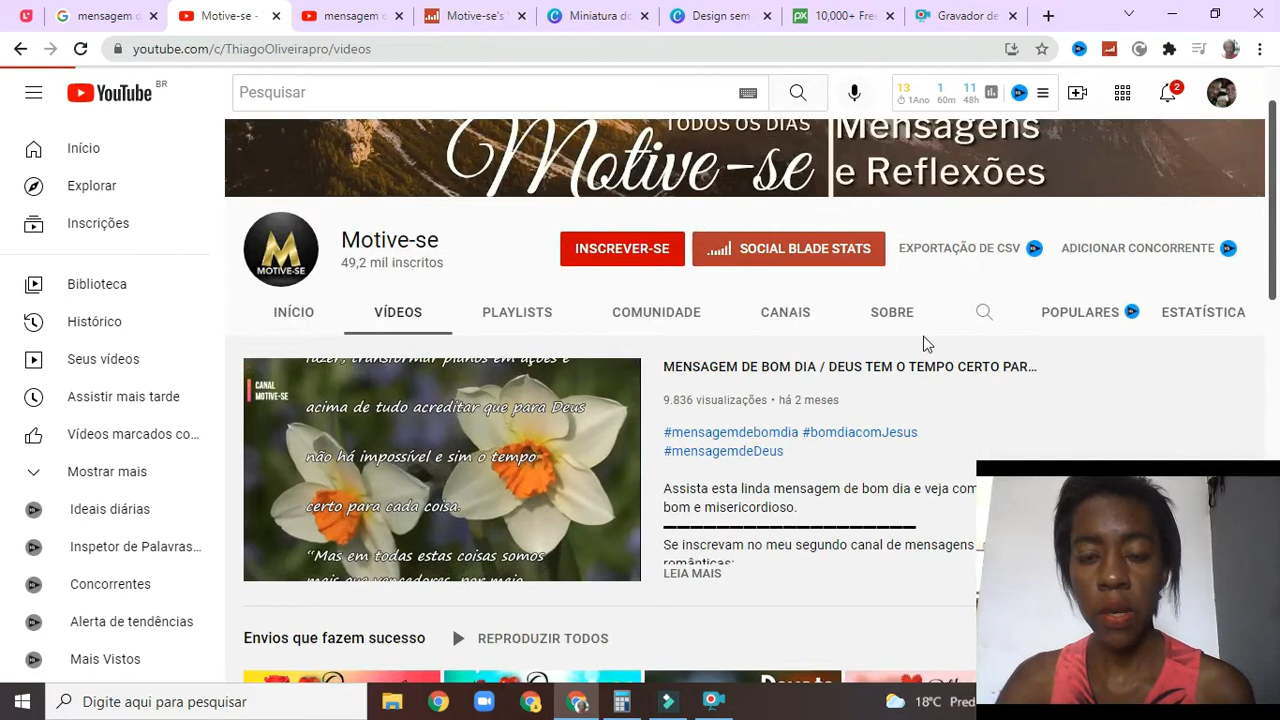 mensagem d
Motive-se -
mensagem d
Motive-se's
Miniatura do
Design sem
10,000+ Free
Gravador de
youtube.com/c/ThiagoOliveirapro/videos
YouTube BR
Pesquisar
13 1 11
1Ano 60m 48h
2
Início
Explorar
Inscrições
Biblioteca
Histórico
Seus vídeos
Assistir mais tarde
Vídeos marcados co...
Mostrar mais
Ideais diárias
Inspetor de Palavras...
Concorrentes
Alerta de tendências
Mais Vistos
TODOS OS DIAS
Motive-se
Mensagens
e Reflexões
M
MOTIVE-SE
Motive-se
49,2 mil inscritos
INSCREVER-SE
SOCIAL BLADE STATS
EXPORTAÇÃO DE CSV
ADICIONAR CONCORRENTE
INÍCIO
VÍDEOS
PLAYLISTS
COMUNIDADE
CANAIS
SOBRE
POPULARES
ESTATÍSTICA
fazer, transformar planos em ações e
CANAL
MOTIVE-SE
acima de tudo acreditar que para Deus
não há impossível e sim o tempo
certo para cada coisa.
"Mas em todas estas coisas somos
mais que vencedores, por meio
MENSAGEM DE BOM DIA / DEUS TEM O TEMPO CERTO PAR...
9.836 visualizações • há 2 meses
#mensagemdebomdia #bomdiacomJesus
#mensagemdeDeus
Assista esta linda mensagem de bom dia e veja com
bom e misericordioso.
Se inscrevam no meu segundo canal de mensagens
românticas:
LEIA MAIS
Envios que fazem sucesso
REPRODUZIR TODOS
Digite aqui para pesquisar
18°C Pred